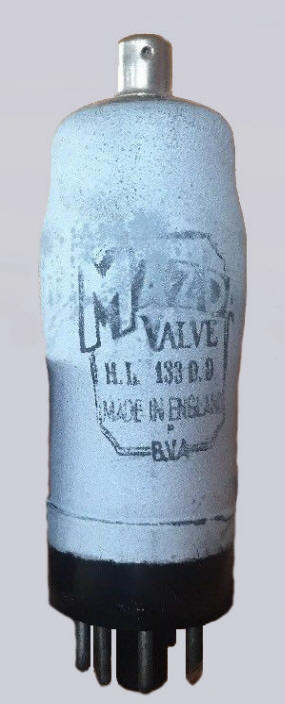 MAZDA
VALVE
H.L. 133 D.D
MADE IN ENGLAND
B.V.A